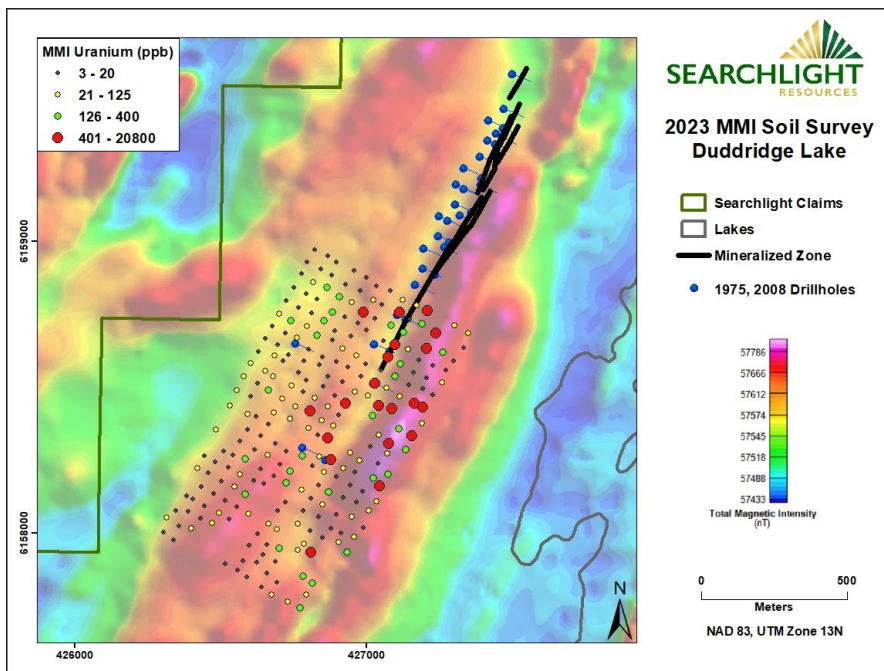 MMI Uranium (ppb)
3 - 20
21 - 125
126 - 400
401 - 20800
SEARCHLIGHT
RESOURCES
2023 MMI Soil Survey
Duddridge Lake
Searchlight Claims
Lakes
Mineralized Zone
1975, 2008 Drillholes
57786
57666
57612
57574
57545
57518
57488
57433
Total Magnetic Intensity
(nT)
0 500
Meters
NAD 83, UTM Zone 13N
N
6159000
6158000
426000 427000